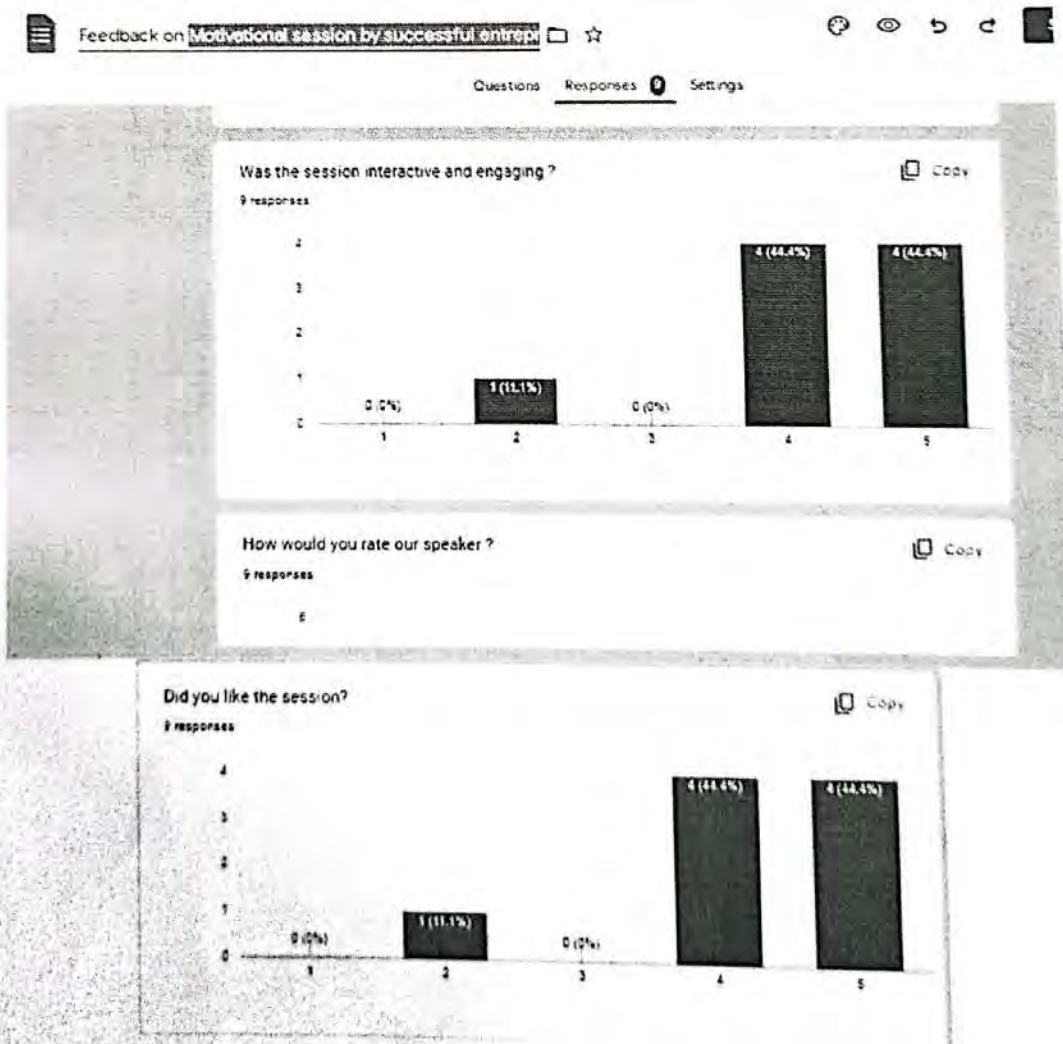 Feedback on Motivational session by successful entrepr
Questions Responses 9 Settings
Was the session interactive and engaging ?
Copy
9 responses
4
3
2
1
0
0 (0%)
1 (11.1%)
0 (0%)
4 (44.4%)
4 (44.4%)
1 2 3 4 5
How would you rate our speaker ?
Copy
9 responses
6
Did you like the session?
Copy
9 responses
4
3
2
1
0
0 (0%)
1 (11.1%)
0 (0%)
4 (44.4%)
4 (44.4%)
1 2 3 4 5